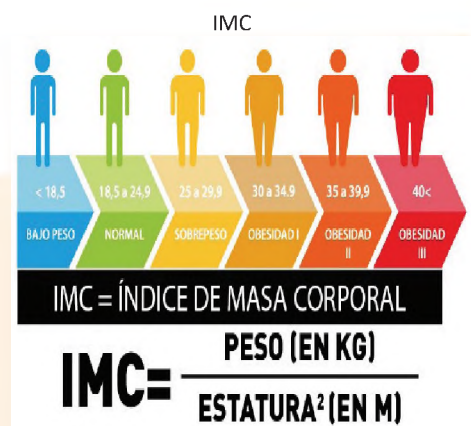 IMC
< 18,5 18,5 a 24,9 25 a 29,9 30 a 34.9 35 a 39,9 40<
BAJO PESO NORMAL SOBREPESO OBESIDAD I OBESIDAD II OBESIDAD III
IMC = ÍNDICE DE MASA CORPORAL
IMC= PESO (EN KG)
ESTATURA² (EN M)